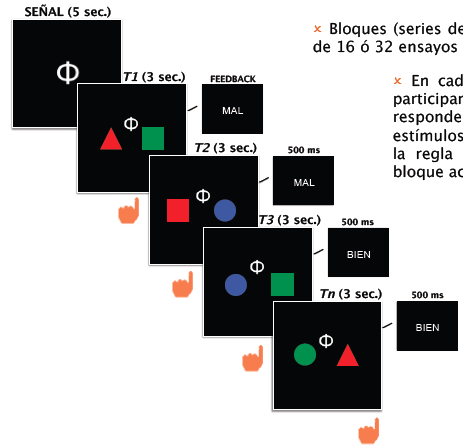 SEÑAL (5 sec.)
Φ
× Bloques (series de
de 16 ó 32 ensayos
T1 (3 sec.)
FEEDBACK
Φ
MAL
× En cad
participar
responde
estímulos
la regla
bloque ac
T2 (3 sec.)
500 ms
Φ
MAL
T3 (3 sec.)
500 ms
Φ
BIEN
Tn (3 sec.)
500 ms
Φ
BIEN